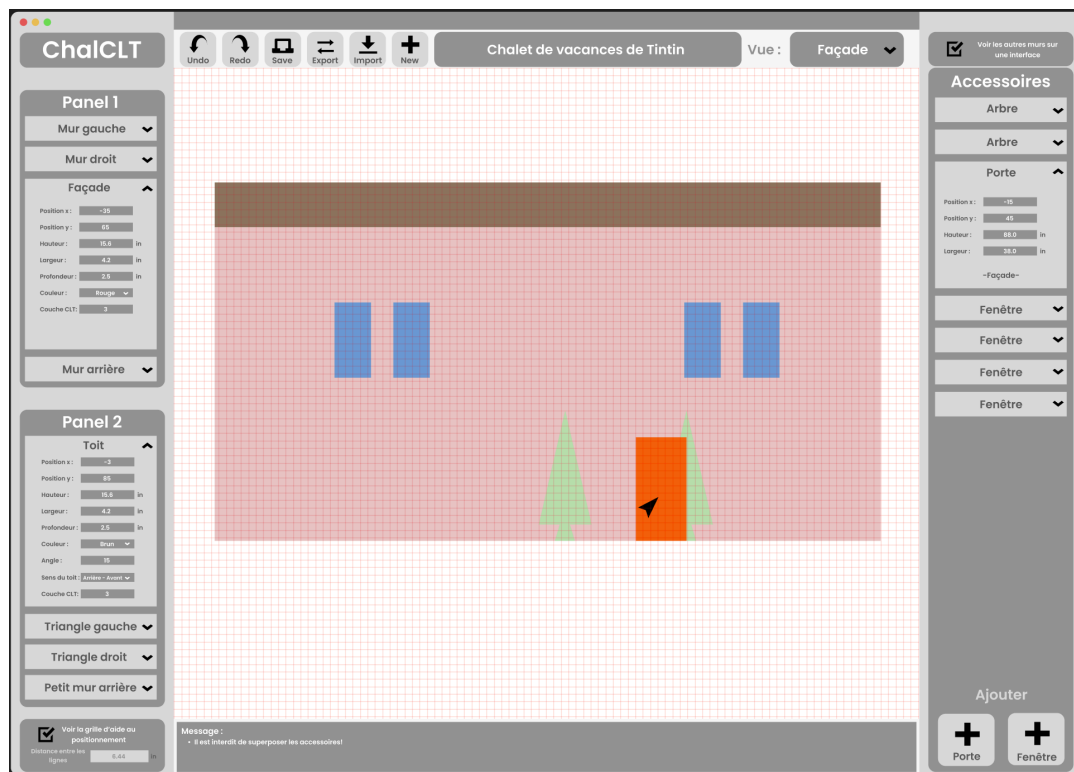 ChalCLT
Undo
Redo
Save
Export
Import
New
Chalet de vacances de Tintin
Vue :
Façade
Voir les autres murs sur
une interface
Panel 1
Mur gauche
Mur droit
Façade
Position x : -35
Position y : 65
Hauteur : 15.6 in
Largeur : 4.2 in
Profondeur : 2.5 in
Couleur : Rouge
Couche CLT: 3
Mur arrière
Panel 2
Toit
Position x : -3
Position y : 85
Hauteur : 15.6 in
Largeur : 4.2 in
Profondeur : 2.5 in
Couleur : Brun
Angle : 15
Sens du toit : Arrière - Avant
Couche CLT: 3
Triangle gauche
Triangle droit
Petit mur arrière
Voir la grille d'aide au
positionnement
Distance entre les
lignes
6.44 in
Message :
• Il est interdit de superposer les accessoires!
Accessoires
Arbre
Arbre
Porte
Position x : -15
Position y : 45
Hauteur : 88.0 in
Largeur : 38.0 in
-Façade-
Fenêtre
Fenêtre
Fenêtre
Fenêtre
Ajouter
Porte
Fenêtre